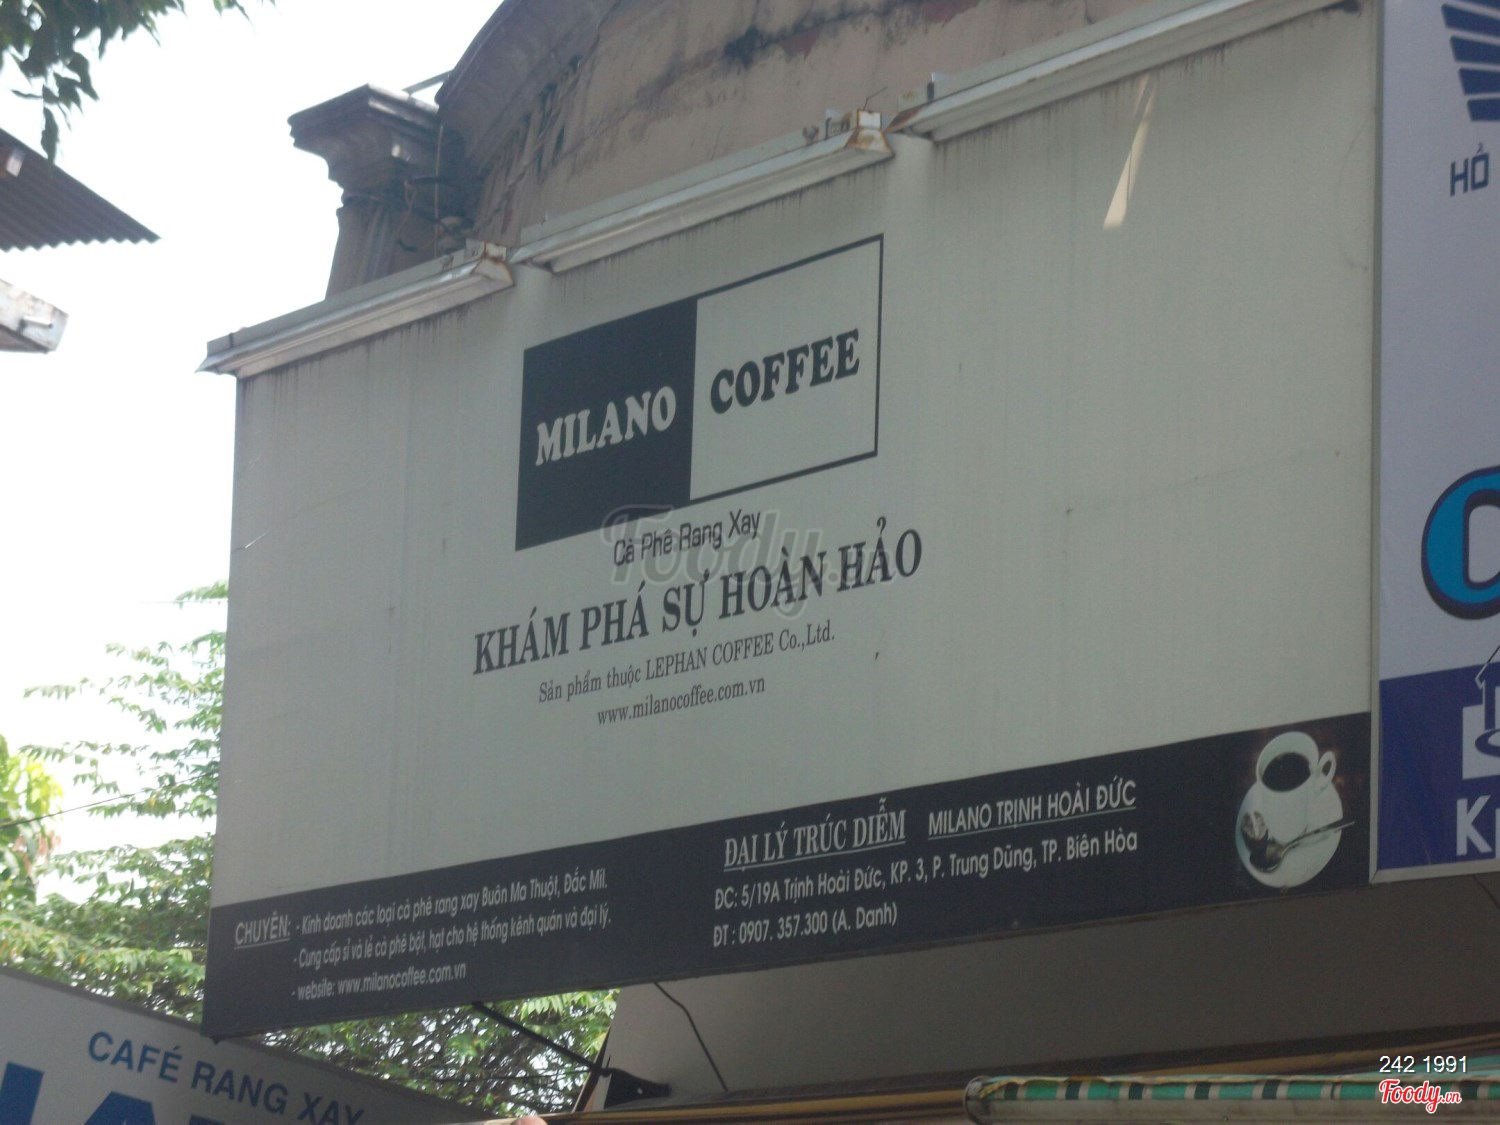 MILANO COFFEE
Cà Phê Rang Xay
KHÁM PHÁ SỰ HOÀN HẢO
Sản phẩm thuộc LEPHAN COFFEE Co.,Ltd.
www.milanocoffee.com.vn
CHUYÊN: - Kinh doanh các loại cà phê rang xay Buôn Ma Thuột, Đắc Mil.
- Cung cấp sỉ và lẻ cà phê bột, hạt cho hệ thống kênh quán và đại lý.
- website: www.milanocoffee.com.vn
ĐẠI LÝ TRÚC DIỄM MILANO TRỊNH HOÀI ĐỨC
ĐC: 5/19A Trịnh Hoài Đức, KP. 3, P. Trung Dũng, TP. Biên Hòa
ĐT : 0907. 357.300 (A. Danh)
HỔ
CAFÉ RANG XAY
Foody.vn
242 1991
Foody.vn